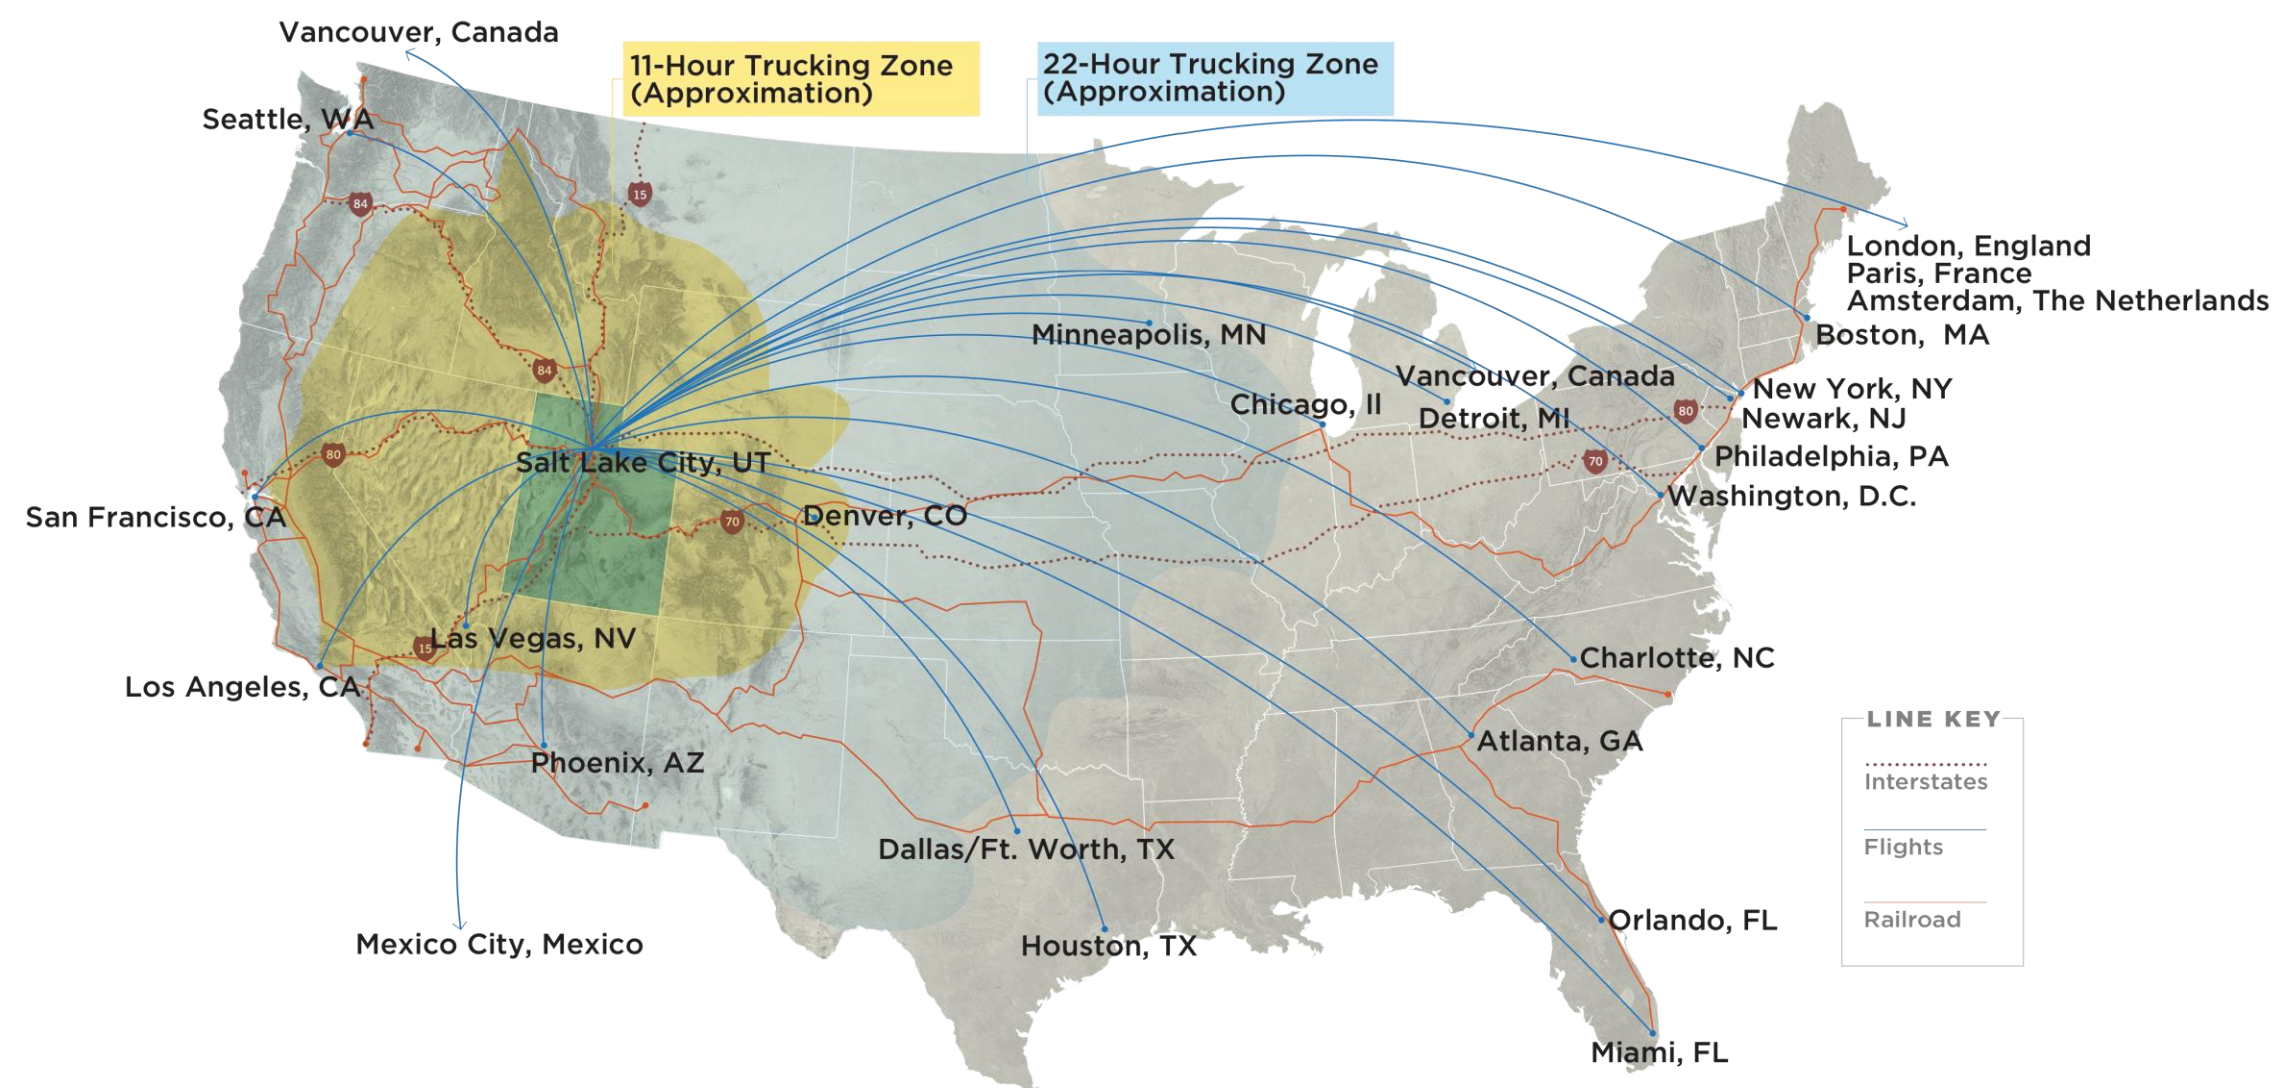 Vancouver, Canada
11-Hour Trucking Zone
(Approximation)
22-Hour Trucking Zone
(Approximation)
Seattle, WA
84
15
London, England
Paris, France
Amsterdam, The Netherlands
Boston, MA
Minneapolis, MN
84
Vancouver, Canada
New York, NY
Chicago, Il
Detroit, MI
80
Newark, NJ
80
Salt Lake City, UT
70
Philadelphia, PA
Washington, D.C.
San Francisco, CA
70
Denver, CO
15
Las Vegas, NV
Charlotte, NC
Los Angeles, CA
LINE KEY
Phoenix, AZ
Atlanta, GA
Interstates
Dallas/Ft. Worth, TX
Flights
Mexico City, Mexico
Houston, TX
Orlando, FL
Railroad
Miami, FL